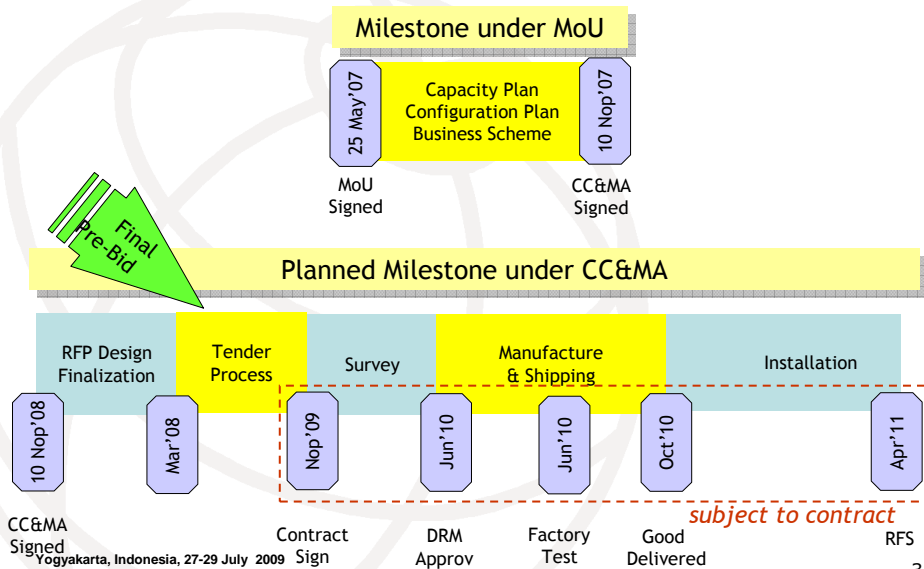 Milestone under MoU
25 May'07
Capacity Plan
Configuration Plan
Business Scheme
10 Nop'07
MoU
Signed
CC&MA
Signed
Final
Pre-Bid
Planned Milestone under CC&MA
RFP Design
Finalization
Tender
Process
Survey
Manufacture
& Shipping
Installation
10 Nop'08
Mar'08
Nop'09
Jun'10
Jun'10
Oct'10
Apr'11
subject to contract
CC&MA
Signed
Contract
Sign
DRM
Approv
Factory
Test
Good
Delivered
RFS
Yogyakarta, Indonesia, 27-29 July 2009